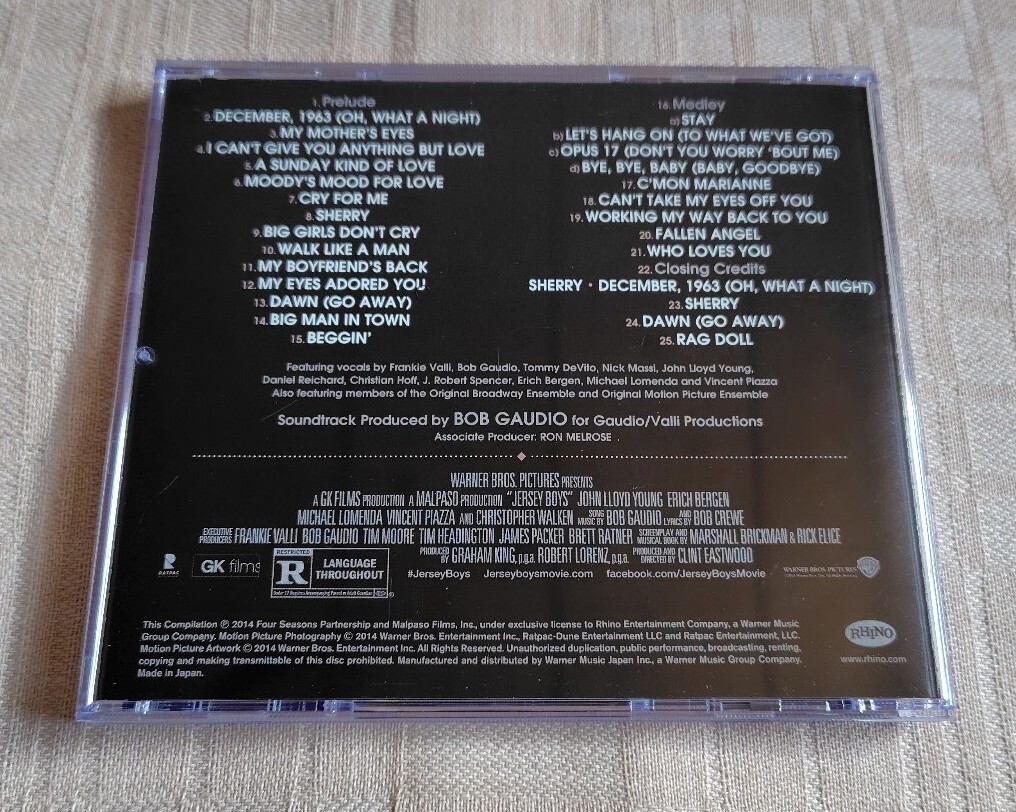 1. Prelude
2. DECEMBER, 1963 (OH, WHAT A NIGHT)
3. MY MOTHER'S EYES
4. I CAN'T GIVE YOU ANYTHING BUT LOVE
5. A SUNDAY KIND OF LOVE
6. MOODY'S MOOD FOR LOVE
7. CRY FOR ME
8. SHERRY
9. BIG GIRLS DON'T CRY
10. WALK LIKE A MAN
11. MY BOYFRIEND'S BACK
12. MY EYES ADORED YOU
13. DAWN (GO AWAY)
14. BIG MAN IN TOWN
15. BEGGIN'
16. Medley
a) STAY
b) LET'S HANG ON (TO WHAT WE'VE GOT)
c) OPUS 17 (DON'T YOU WORRY 'BOUT ME)
d) BYE, BYE, BABY (BABY, GOODBYE)
17. C'MON MARIANNE
18. CAN'T TAKE MY EYES OFF YOU
19. WORKING MY WAY BACK TO YOU
20. FALLEN ANGEL
21. WHO LOVES YOU
22. Closing Credits
SHERRY • DECEMBER, 1963 (OH, WHAT A NIGHT)
23. SHERRY
24. DAWN (GO AWAY)
25. RAG DOLL
Featuring vocals by Frankie Valli, Bob Gaudio, Tommy DeVito, Nick Massi, John Lloyd Young,
Daniel Reichard, Christian Hoff, J. Robert Spencer, Erich Bergen, Michael Lomenda and Vincent Piazza
Also featuring members of the Original Broadway Ensemble and Original Motion Picture Ensemble
Soundtrack Produced by BOB GAUDIO for Gaudio/Valli Productions
Associate Producer: RON MELROSE
WARNER BROS. PICTURES PRESENTS
A GK FILMS PRODUCTION A MALPASO PRODUCTION "JERSEY BOYS" JOHN LLOYD YOUNG ERICH BERGEN
MICHAEL LOMENDA VINCENT PIAZZA AND CHRISTOPHER WALKEN SONG MUSIC BY BOB GAUDIO AND LYRICS BY BOB CREWE
EXECUTIVE PRODUCERS FRANKIE VALLI BOB GAUDIO TIM MOORE TIM HEADINGTON JAMES PACKER BRETT RATNER SCREENPLAY AND MUSICAL BOOK BY MARSHALL BRICKMAN & RICK ELICE
PRODUCED BY GRAHAM KING, p.g.a. ROBERT LORENZ, p.g.a. PRODUCED AND DIRECTED BY CLINT EASTWOOD
RATPAC
GK films
RESTRICTED
R
LANGUAGE THROUGHOUT
Under 17 Requires Accompanying Parent or Adult Guardian
#JerseyBoys Jerseyboysmovie.com facebook.com/JerseyBoysMovie
WARNER BROS. PICTURES
This Compilation ℗ 2014 Four Seasons Partnership and Malpaso Films, Inc., under exclusive license to Rhino Entertainment Company, a Warner Music
Group Company. Motion Picture Photography © 2014 Warner Bros. Entertainment Inc., Ratpac-Dune Entertainment LLC and Ratpac Entertainment, LLC.
Motion Picture Artwork © 2014 Warner Bros. Entertainment Inc. All Rights Reserved. Unauthorized duplication, public performance, broadcasting, renting,
copying and making transmittable of this disc prohibited. Manufactured and distributed by Warner Music Japan Inc., a Warner Music Group Company.
Made in Japan.
RHINO
www.rhino.com